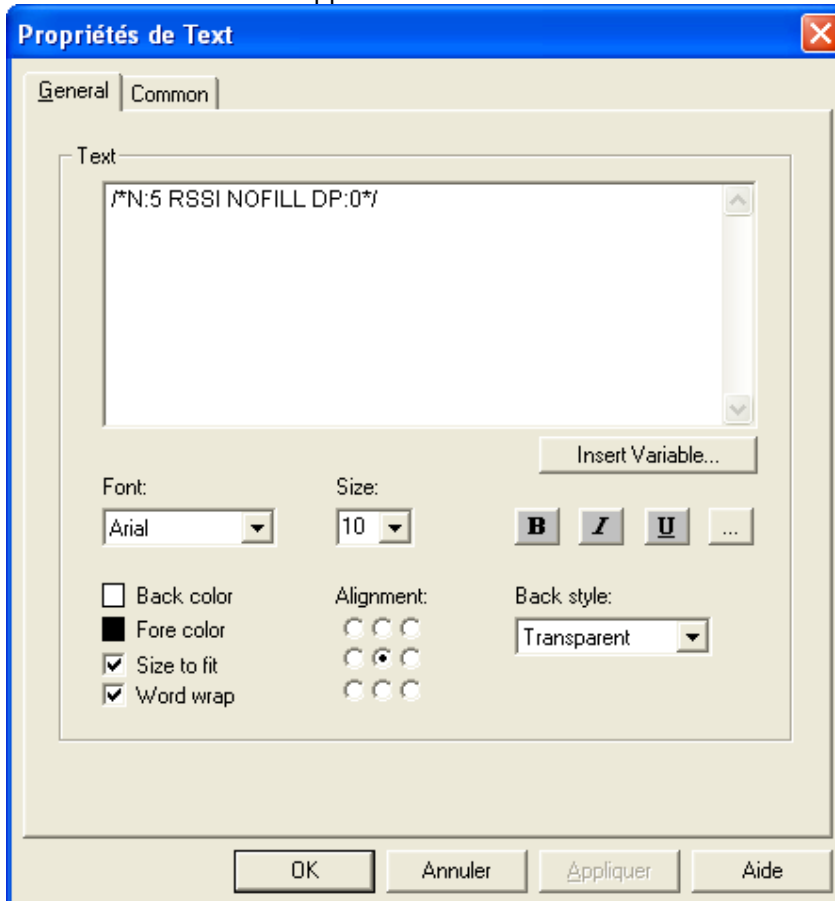 Propriétés de Text
General Common
Text
/*N:5 RSSI NOFILL DP:0*/
Insert Variable...
Font: Size:
Arial 10 B I U ...
Back color Alignment: Back style:
Fore color Transparent
Size to fit
Word wrap
OK Annuler Appliquer Aide